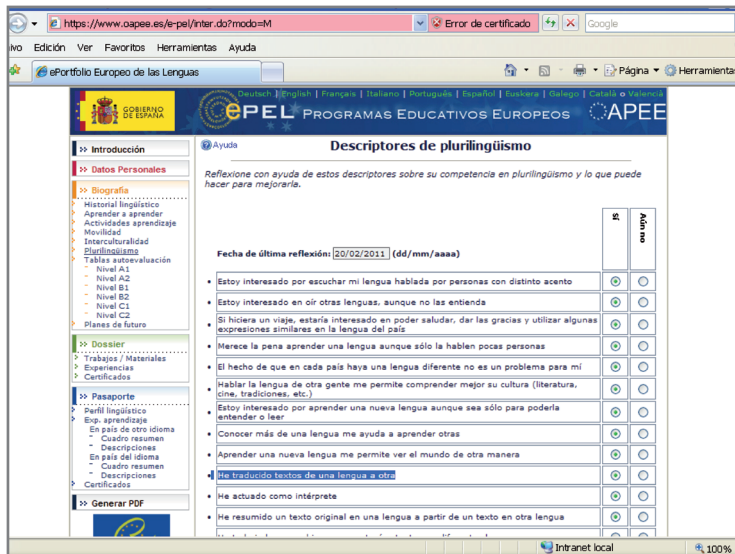 https://www.oapee.es/e-pel/inter.do?modo=M
Error de certificado
Google
ivo Edición Ver Favoritos Herramientas Ayuda
ePortfolio Europeo de las Lenguas
Página
Herramientas
GOBIERNO
DE ESPAÑA
Deutsch | English | Français | Italiano | Português | Español | Euskera | Galego | Català o Valencià
ePEL PROGRAMAS EDUCATIVOS EUROPEOS
OAPEE
>> Introducción
>> Datos Personales
>> Biografía
Historial lingüístico
Aprender a aprender
Actividades aprendizaje
Movilidad
Interculturalidad
Plurilingüismo
Tablas autoevaluación
Nivel A1
Nivel A2
Nivel B1
Nivel B2
Nivel C1
Nivel C2
Planes de futuro
>> Dossier
Trabajos / Materiales
Experiencias
Certificados
>> Pasaporte
Perfil lingüístico
Exp. aprendizaje
En país de otro idioma
Cuadro resumen
Descripciones
En país del idioma
Cuadro resumen
Descripciones
Certificados
>> Generar PDF
Ayuda
Descriptores de plurilingüismo
Reflexione con ayuda de estos descriptores sobre su competencia en plurilingüismo y lo que puede
hacer para mejorarla.
Sí
Aún no
Fecha de última reflexión: 20/02/2011 (dd/mm/aaaa)
• Estoy interesado por escuchar mi lengua hablada por personas con distinto acento
• Estoy interesado en oír otras lenguas, aunque no las entienda
• Si hiciera un viaje, estaría interesado en poder saludar, dar las gracias y utilizar algunas
expresiones similares en la lengua del país
• Merece la pena aprender una lengua aunque sólo la hablen pocas personas
• El hecho de que en cada país haya una lengua diferente no es un problema para mí
• Hablar la lengua de otra gente me permite comprender mejor su cultura (literatura,
cine, tradiciones, etc.)
• Estoy interesado por aprender una nueva lengua aunque sea sólo para poderla
entender o leer
• Conocer más de una lengua me ayuda a aprender otras
• Aprender una nueva lengua me permite ver el mundo de otra manera
• He traducido textos de una lengua a otra
• He actuado como intérprete
• He resumido un texto original en una lengua a partir de un texto en otra lengua
Intranet local
100%